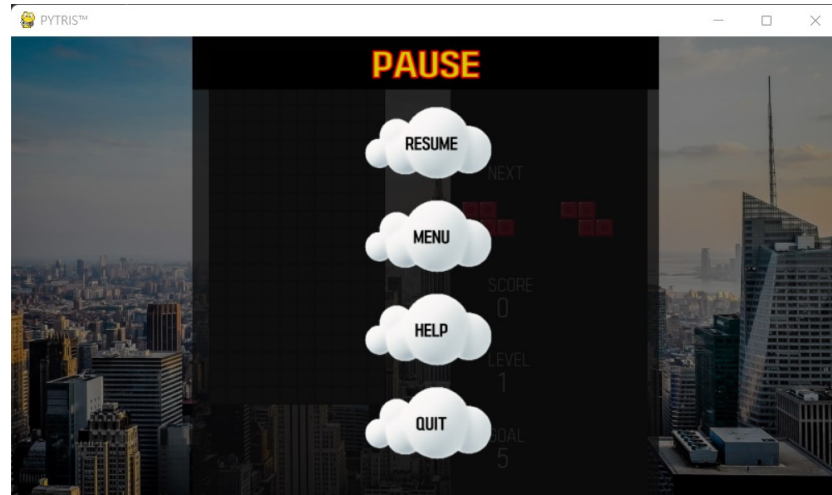 PYTRIS™
PAUSE
RESUME
NEXT
MENU
SCORE
0
HELP
LEVEL
1
QUIT
GOAL
5